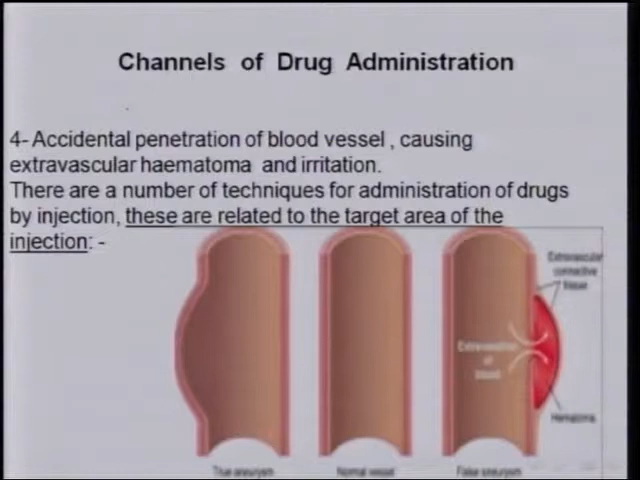 Channels of Drug Administration
4- Accidental penetration of blood vessel , causing
extravascular haematoma and irritation.
There are a number of techniques for administration of drugs
by injection, these are related to the target area of the
injection: -
Extravascular
connective
tissue
Extravasation
of
blood
Hematoma
True aneurysm
Normal vessel
False aneurysm